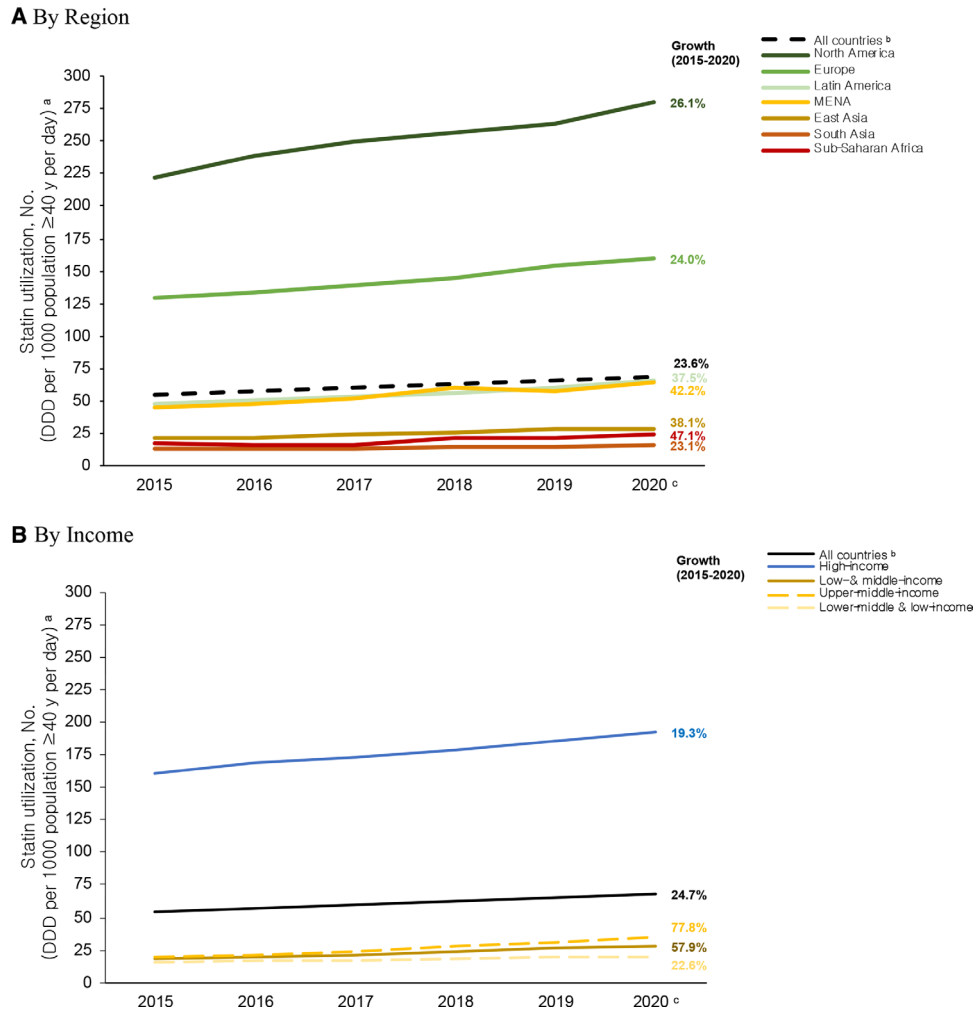 A By Region
Growth
(2015-2020)
All countries ᵇ
North America
Europe
Latin America
MENA
East Asia
South Asia
Sub-Saharan Africa
Statin utilization, No.
(DDD per 1000 population ≥40 y per day) ᵃ
300
275
250
225
200
175
150
125
100
75
50
25
0
26.1%
24.0%
23.6%
37.5%
42.2%
38.1%
47.1%
23.1%
2015 2016 2017 2018 2019 2020 ᶜ
B By Income
Growth
(2015-2020)
All countries ᵇ
High-income
Low-& middle-income
Upper-middle-income
Lower-middle & low-income
Statin utilization, No.
(DDD per 1000 population ≥40 y per day) ᵃ
300
275
250
225
200
175
150
125
100
75
50
25
0
19.3%
24.7%
77.8%
57.9%
22.6%
2015 2016 2017 2018 2019 2020 ᶜ